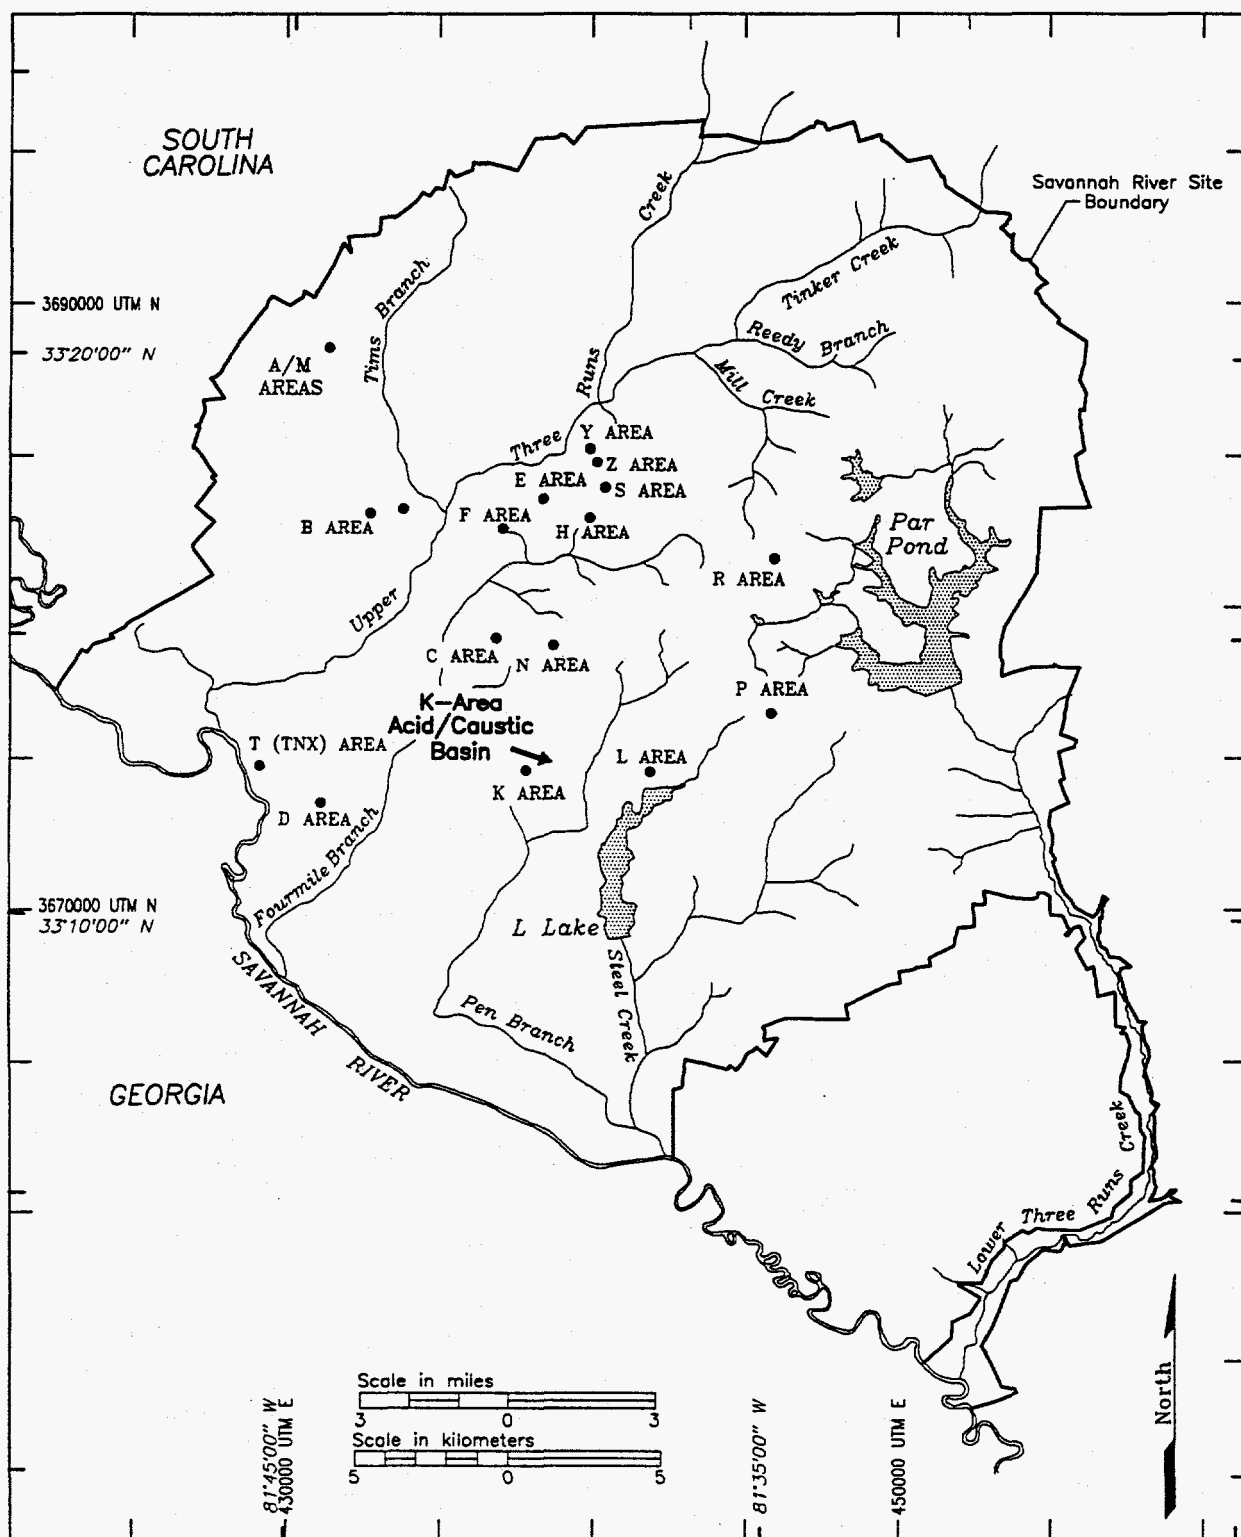 SOUTH
CAROLINA
Savannah River Site
Boundary
Creek
Tinker Creek
Branch
3690000 UTM N
33°20'00" N
Reedy Branch
Tims
A/M
AREAS
Runs
Mill Creek
Three
Y AREA
Z AREA
E AREA
S AREA
B AREA
F AREA
H AREA
Par
Pond
R AREA
Upper
C AREA
N AREA
P AREA
K-Area
Acid/Caustic
Basin
T (TNX) AREA
L AREA
K AREA
D AREA
Fourmile Branch
3670000 UTM N
33°10'00" N
L Lake
SAVANNAH RIVER
Steel Creek
Pen Branch
GEORGIA
Lower Three Runs Creek
Scale in miles
3 0 3
Scale in kilometers
5 0 5
81°45'00" W
430000 UTM E
81°35'00" W
450000 UTM E
North